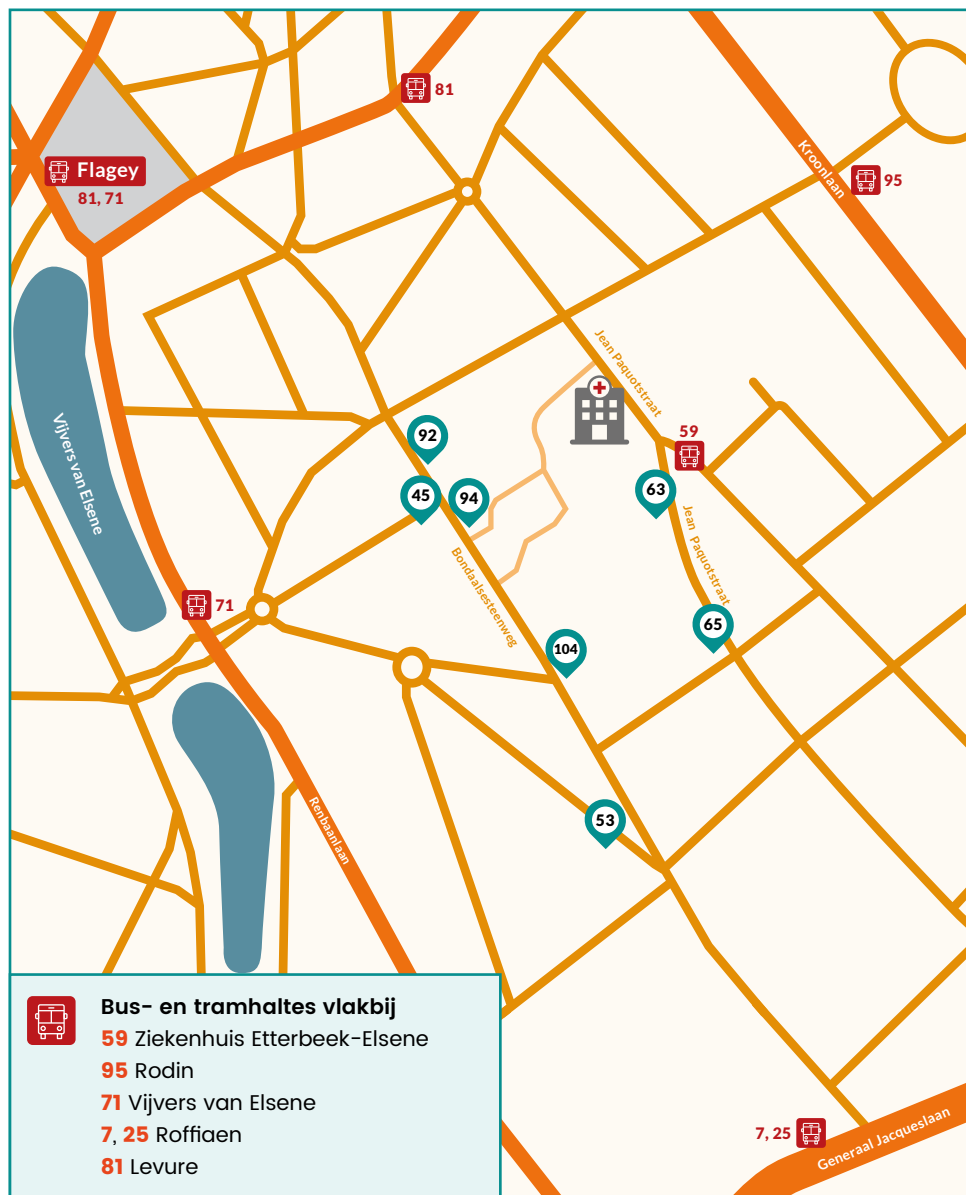 81
Flagey
81, 71
Kroonlaan
95
Jean Paquotstraat
Vijvers van Elsene
92
59
45
94
63
Jean Paquotstraat
Bondaalsesteenweg
71
65
104
Renbaanlaan
53
Bus- en tramhaltes vlakbij
59 Ziekenhuis Etterbeek-Elsene
95 Rodin
71 Vijvers van Elsene
7, 25 Roffiaen
81 Levure
7, 25
Generaal Jacqueslaan